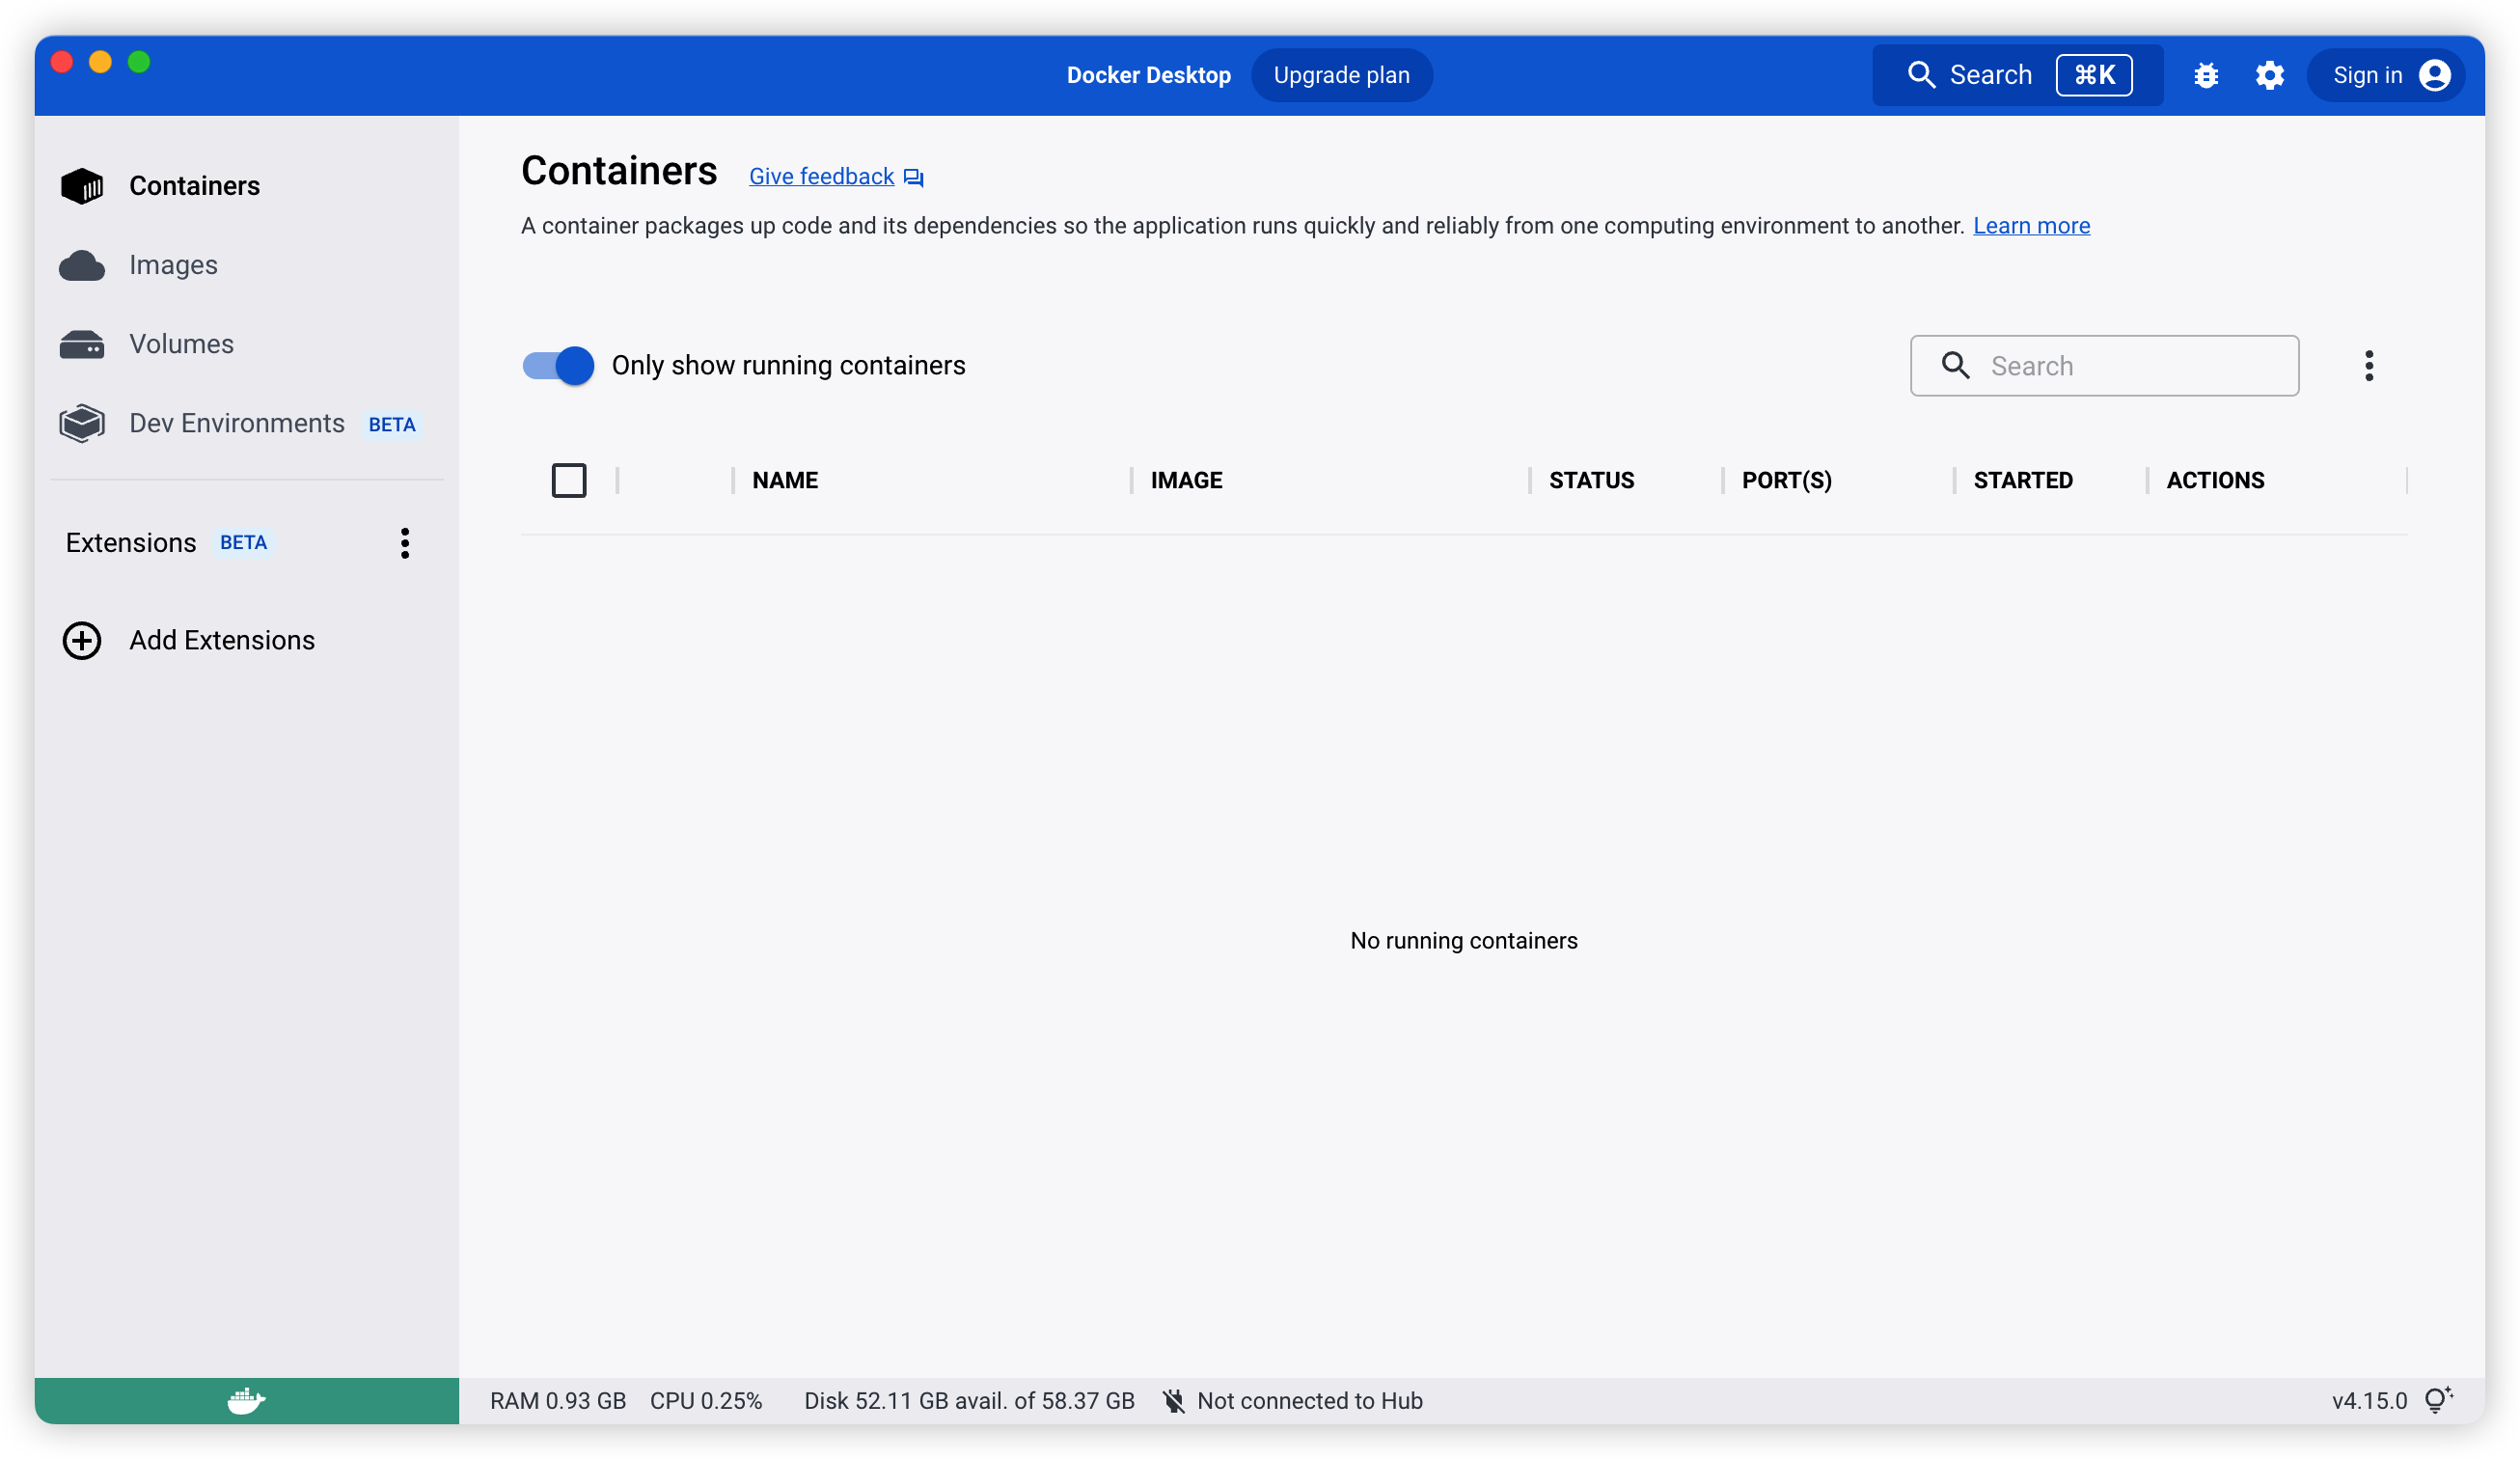 Docker Desktop Upgrade plan Search ⌘K Sign in
Containers
Images
Volumes
Dev Environments BETA
Extensions BETA
Add Extensions
Containers Give feedback
A container packages up code and its dependencies so the application runs quickly and reliably from one computing environment to another. Learn more
Only show running containers Search
NAME IMAGE STATUS PORT(S) STARTED ACTIONS
No running containers
RAM 0.93 GB CPU 0.25% Disk 52.11 GB avail. of 58.37 GB Not connected to Hub v4.15.0